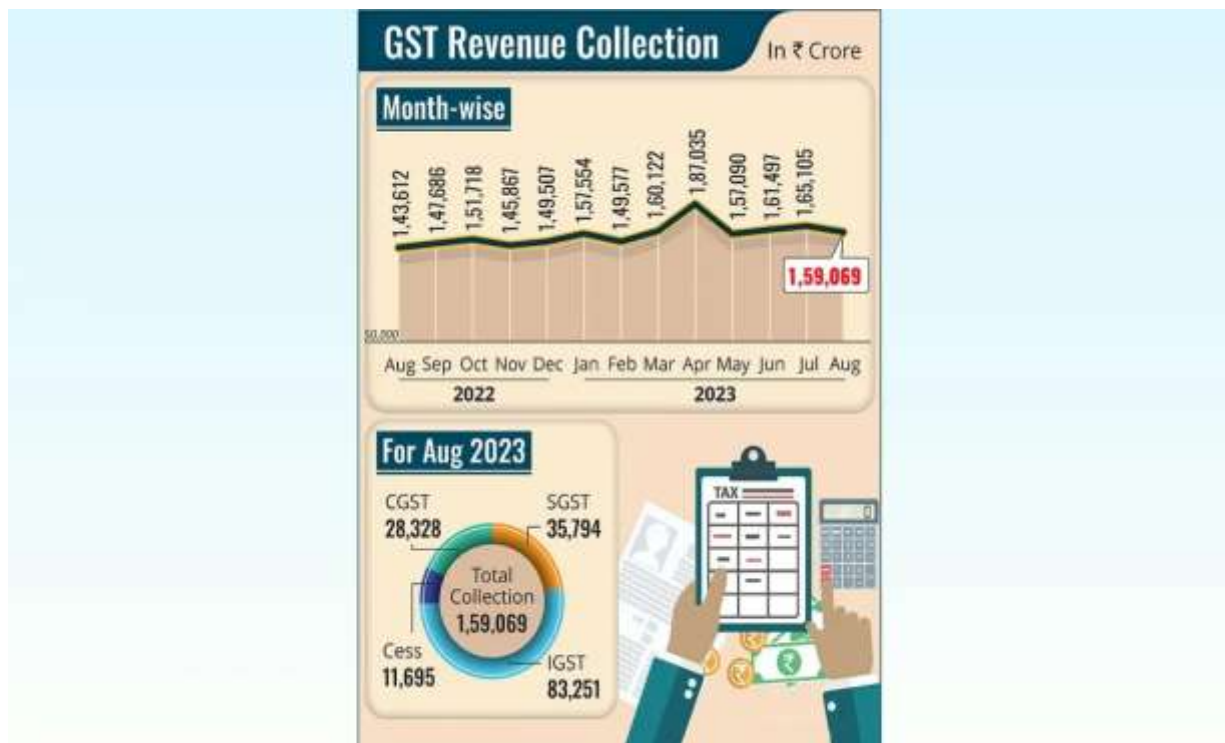 GST Revenue Collection
In ₹ Crore
Month-wise
1,43,612
1,47,686
1,51,718
1,45,867
1,49,507
1,57,554
1,49,577
1,60,122
1,87,035
1,57,090
1,61,497
1,65,105
1,59,069
50,000
Aug Sep Oct Nov Dec Jan Feb Mar Apr May Jun Jul Aug
2022 2023
For Aug 2023
CGST
28,328
SGST
35,794
Total
Collection
1,59,069
Cess
11,695
IGST
83,251
TAX
0
₹